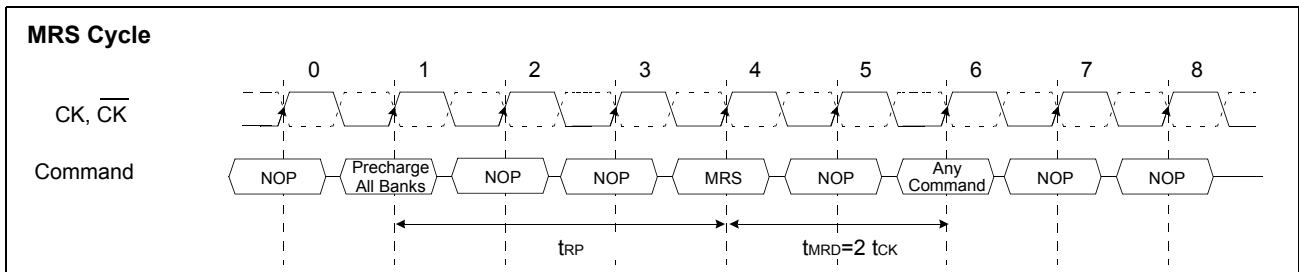 MRS Cycle
0 1 2 3 4 5 6 7 8
CK, C̅K̅
Command
NOP Precharge All Banks NOP NOP MRS NOP Any Command NOP NOP
tRP tMRD=2 tCK